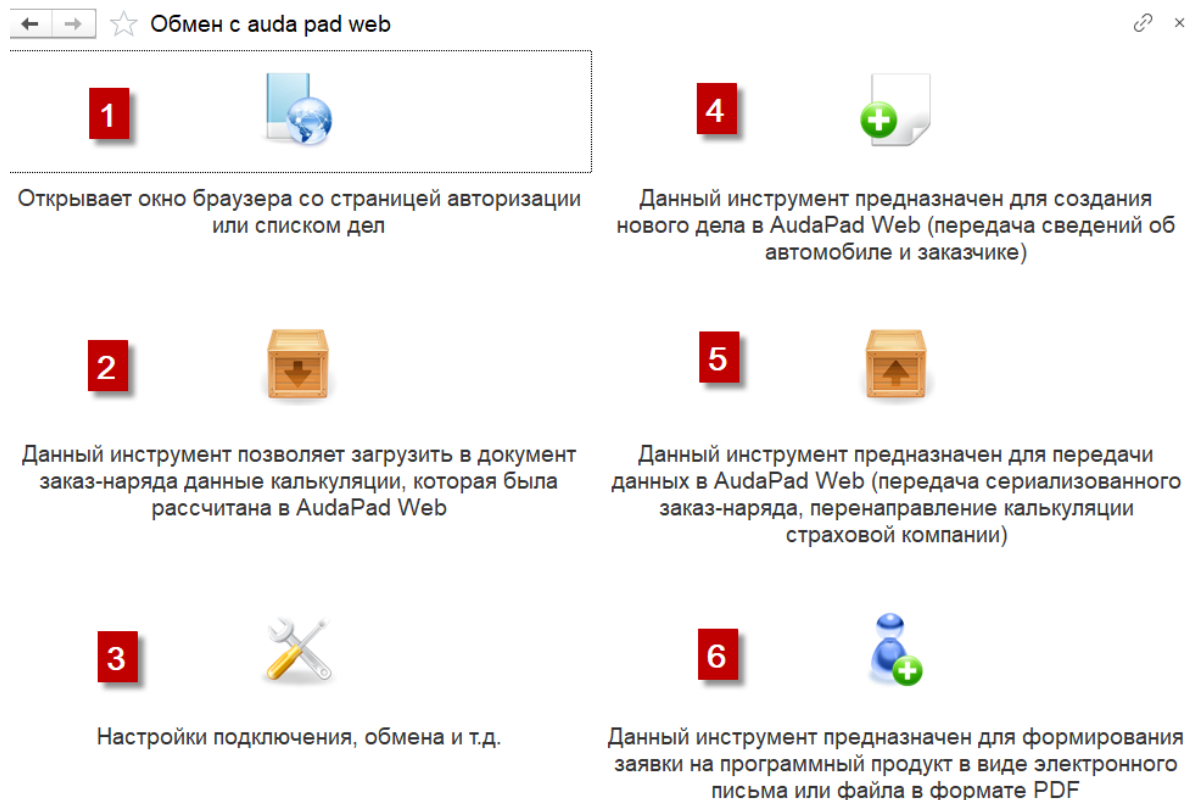 Обмен с auda pad web
1
Открывает окно браузера со страницей авторизации
или списком дел
4
Данный инструмент предназначен для создания
нового дела в AudaPad Web (передача сведений об
автомобиле и заказчике)
2
Данный инструмент позволяет загрузить в документ
заказ-наряда данные калькуляции, которая была
рассчитана в AudaPad Web
5
Данный инструмент предназначен для передачи
данных в AudaPad Web (передача сериализованного
заказ-наряда, перенаправление калькуляции
страховой компании)
3
Настройки подключения, обмена и т.д.
6
Данный инструмент предназначен для формирования
заявки на программный продукт в виде электронного
письма или файла в формате PDF